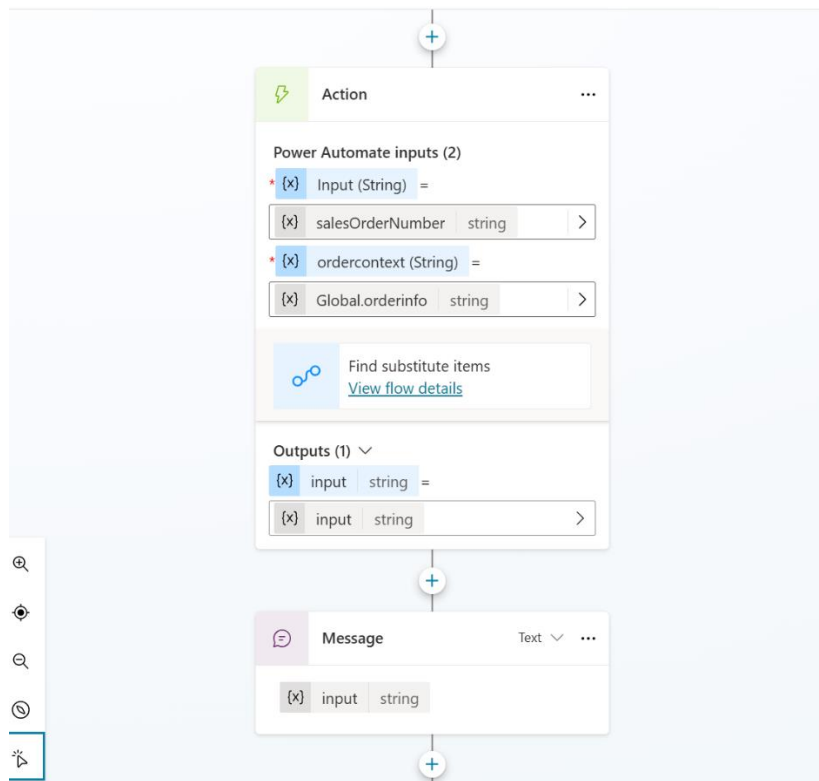 Action
Power Automate inputs (2)
* {x} Input (String) =
{x} salesOrderNumber string
* {x} ordercontext (String) =
{x} Global.orderinfo string
Find substitute items
View flow details
Outputs (1)
{x} input string =
{x} input string
Message Text
{x} input string